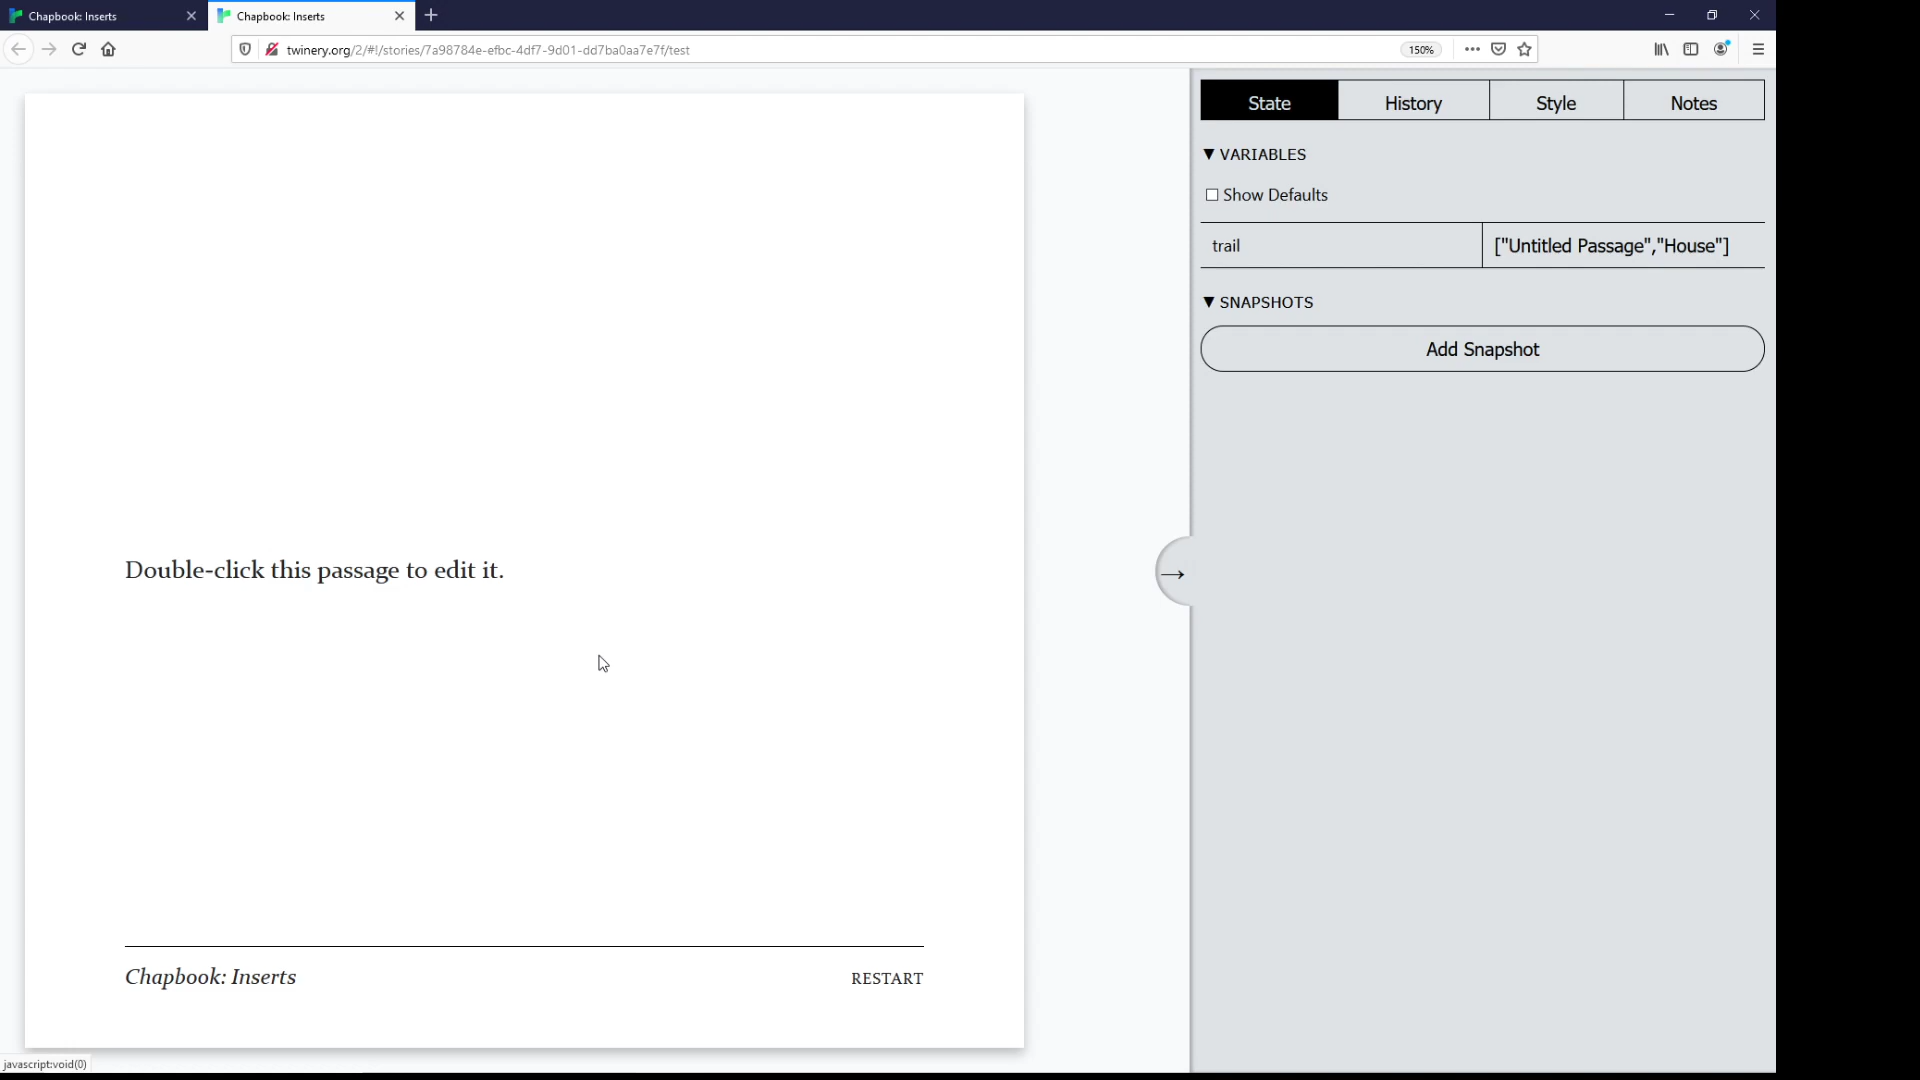 Chapbook: Inserts
Chapbook: Inserts
twinery.org/2/#!/stories/7a98784e-efbc-4df7-9d01-dd7ba0aa7e7f/test
150%
State
History
Style
Notes
▼ VARIABLES
Show Defaults
trail
["Untitled Passage","House"]
▼ SNAPSHOTS
Add Snapshot
Double-click this passage to edit it.
→
Chapbook: Inserts
RESTART
javascript:void(0)